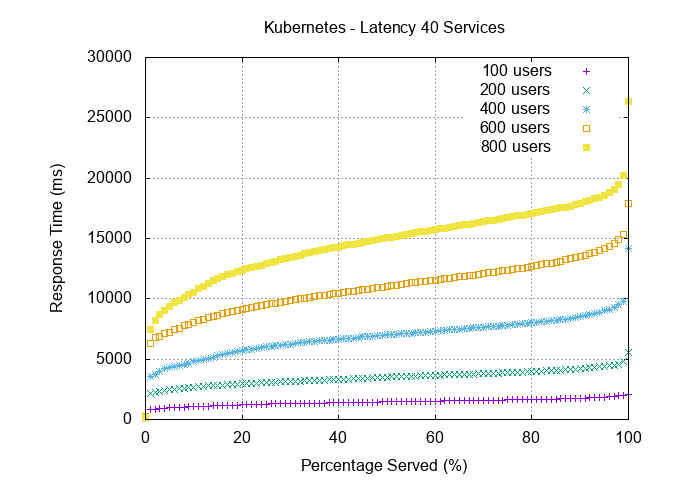 Kubernetes - Latency 40 Services
30000
25000
20000
15000
10000
5000
0
Response Time (ms)
100 users
200 users
400 users
600 users
800 users
0 20 40 60 80 100
Percentage Served (%)